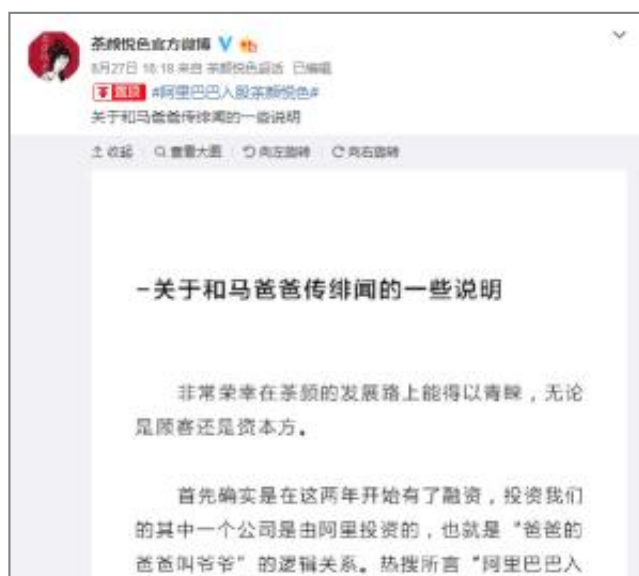 茶颜悦色官方微博
8月27日 16:18 来自 茶颜悦色超话 已编辑
置顶 #阿里巴巴入股茶颜悦色#
关于和马爸爸传绯闻的一些说明
收起 查看大图 向左旋转 向右旋转
-关于和马爸爸传绯闻的一些说明
非常荣幸在茶颜的发展路上能得以青睐，无论
是顾客还是资本方。
首先确实是在这两年开始有了融资，投资我们
的其中一个公司是由阿里投资的，也就是“爸爸的
爸爸叫爷爷”的逻辑关系。热搜所言“阿里巴巴入